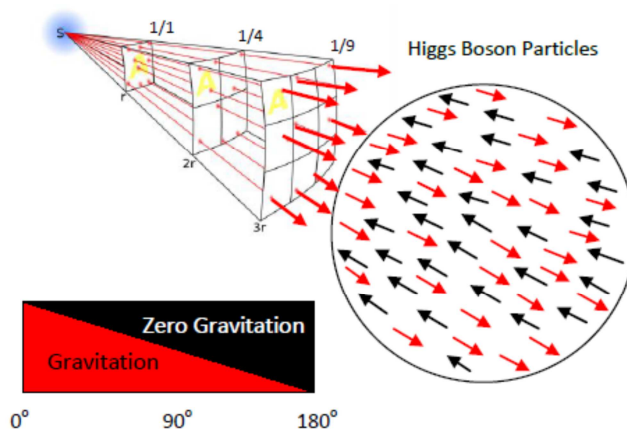 S
1/1
1/4
1/9
A
A
A
r
2r
3r
Higgs Boson Particles
Zero Gravitation
Gravitation
0° 90° 180°